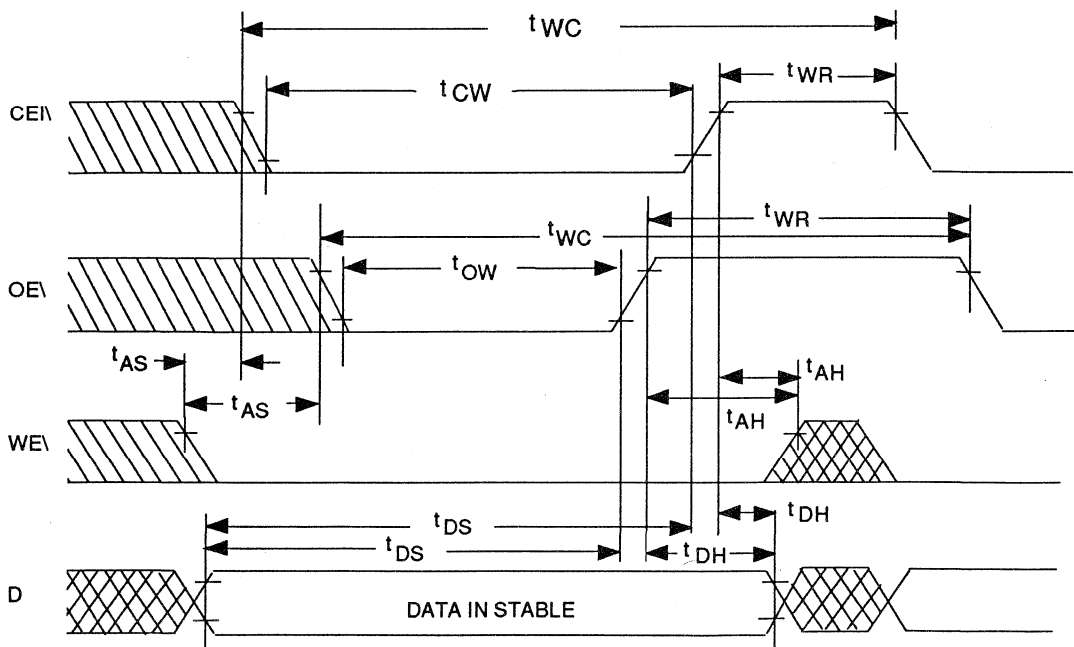 tWC
tWR
tCW
CEI\
tWR
tWC
tOW
OE\
tAS
tAH
tAS
tAH
WE\
tDS
tDH
tDS
tDH
D
DATA IN STABLE